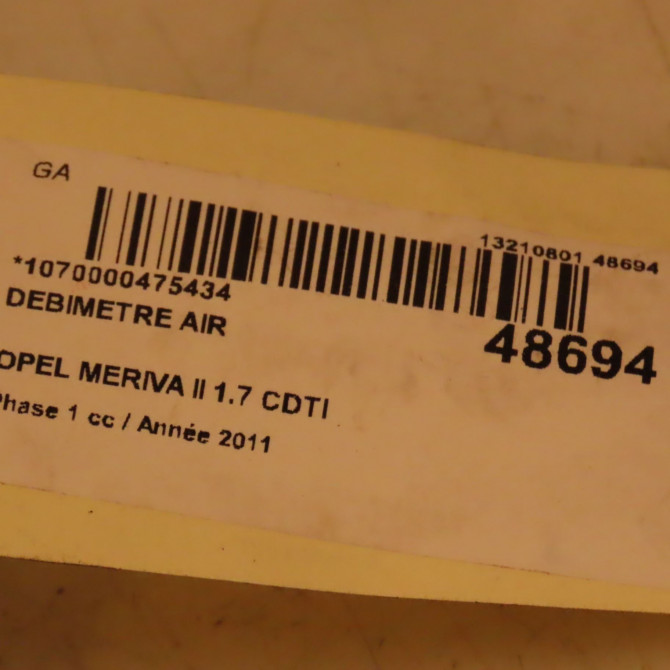 GA
13210801 48694
*1070000475434
48694
DEBIMETRE AIR
OPEL MERIVA II 1.7 CDTI
Phase 1 cc / Année 2011